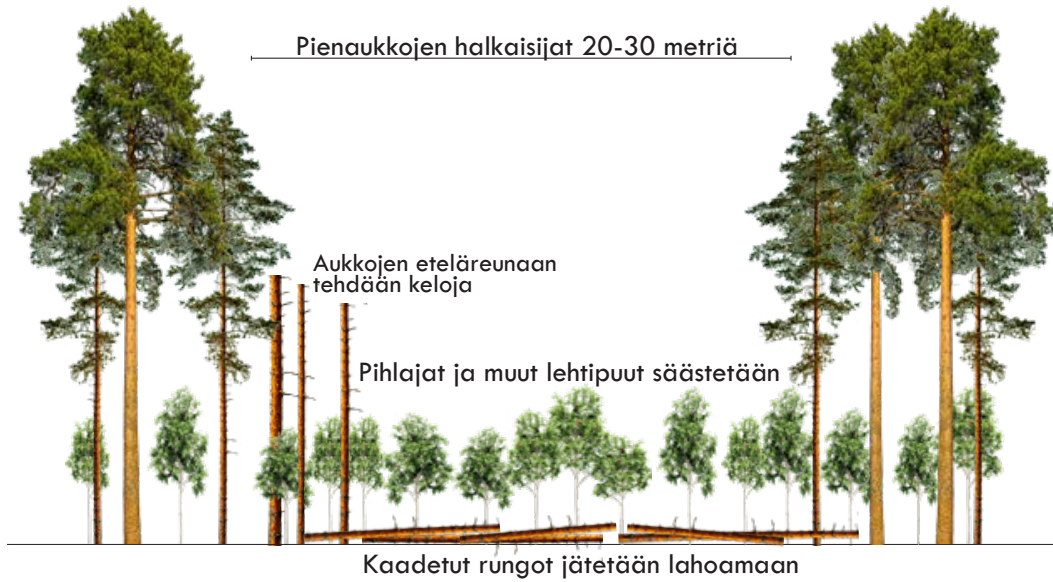 Pienaukkojen halkaisijat 20-30 metriä
Aukkojen eteläreunaan
tehdään keloja
Pihlajat ja muut lehtipuut säästetään
Kaadetut rungot jätetään lahoamaan